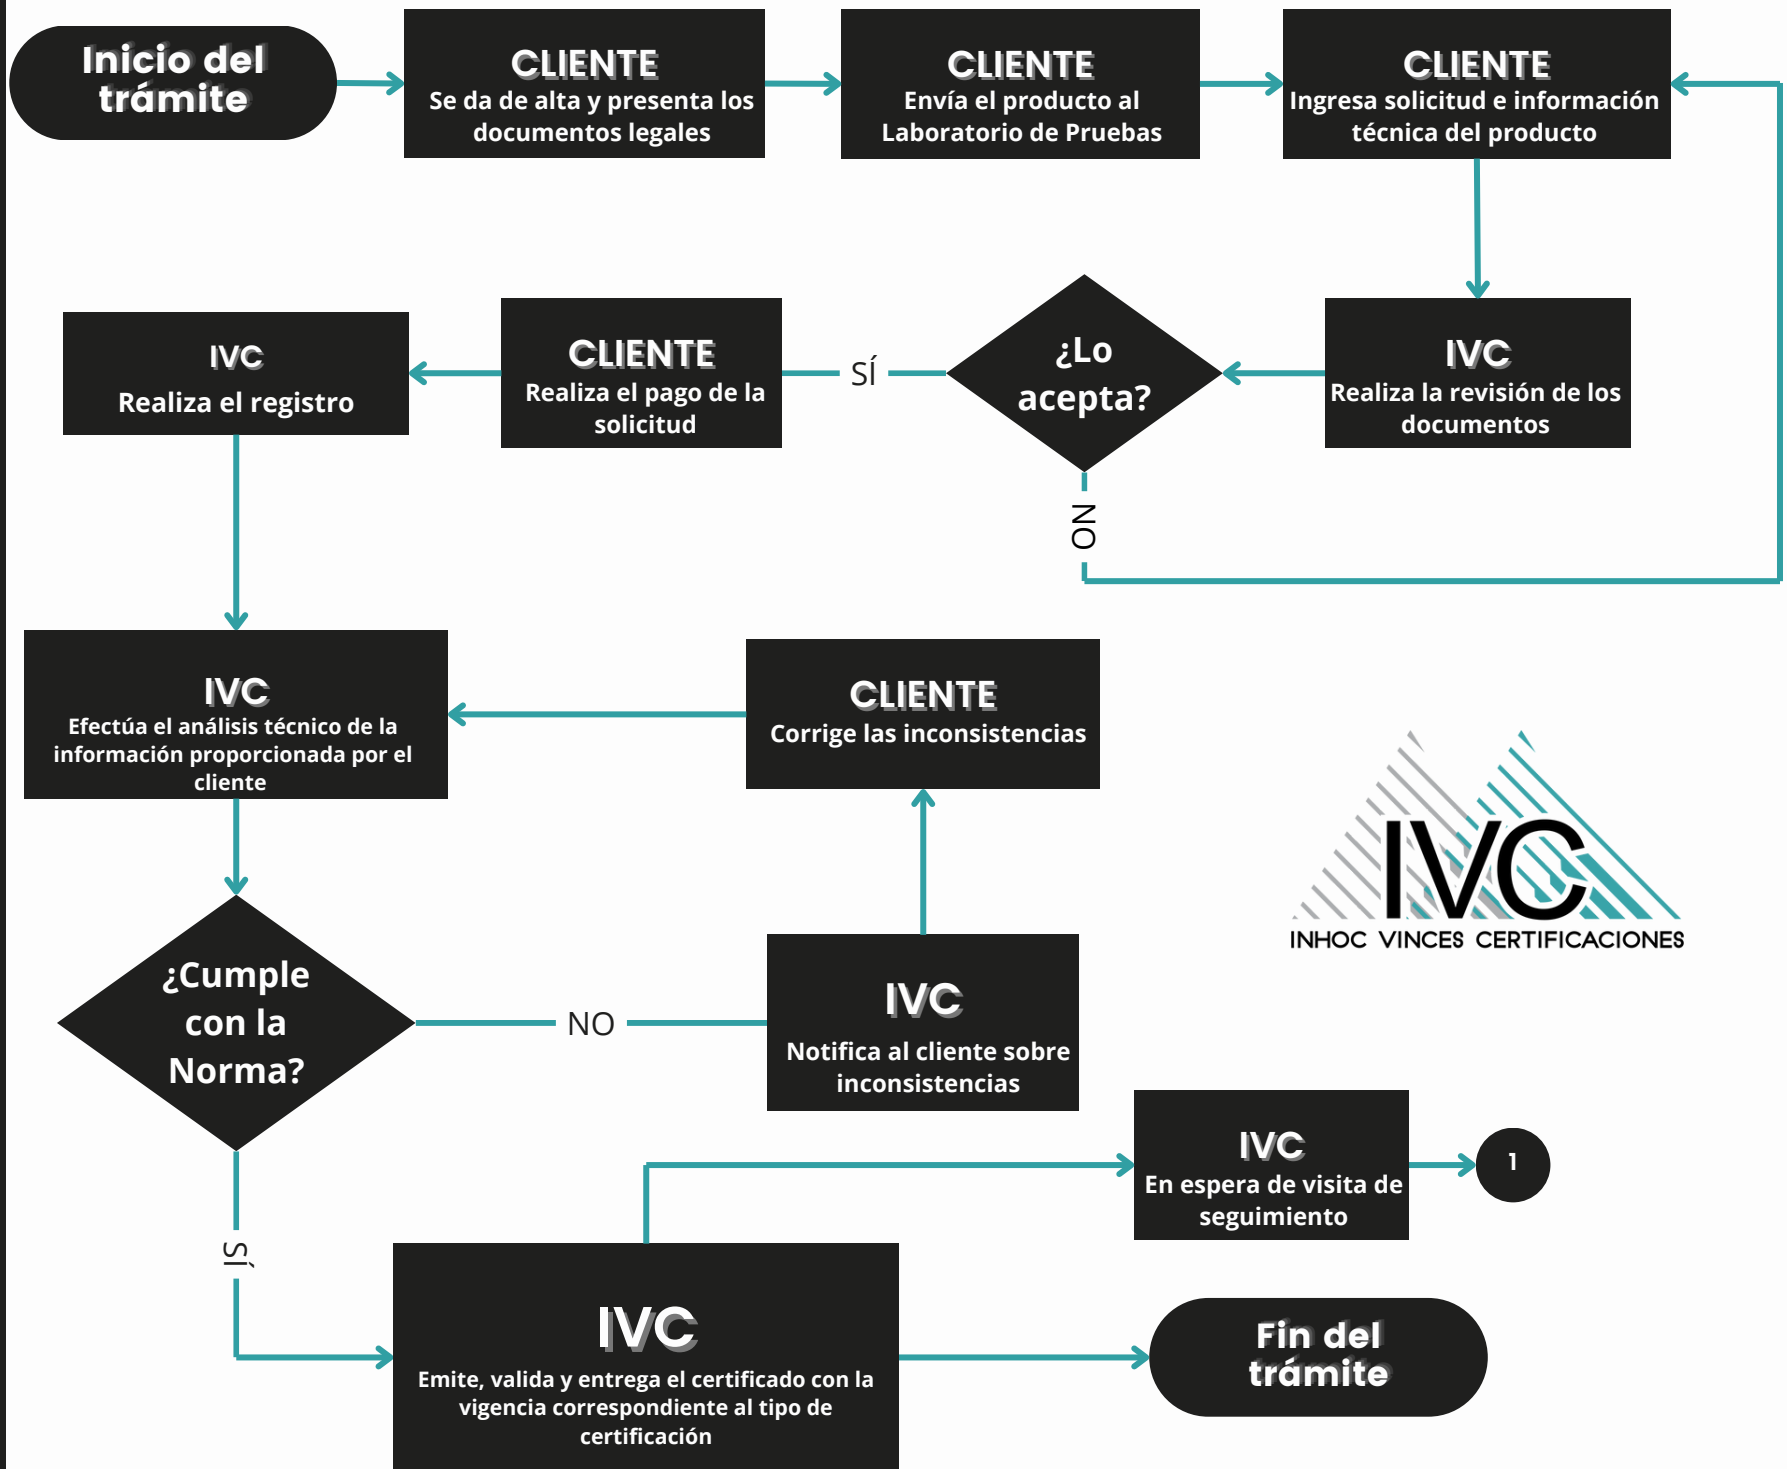 Inicio del
trámite
CLIENTE
Se da de alta y presenta los
documentos legales
CLIENTE
Envía el producto al
Laboratorio de Pruebas
CLIENTE
Ingresa solicitud e información
técnica del producto
IVC
Realiza la revisión de los
documentos
¿Lo
acepta?
SÍ
NO
CLIENTE
Realiza el pago de la
solicitud
IVC
Realiza el registro
IVC
Efectúa el análisis técnico de la
información proporcionada por el
cliente
CLIENTE
Corrige las inconsistencias
IVC
INHOC VINCES CERTIFICACIONES
¿Cumple
con la
Norma?
NO
IVC
Notifica al cliente sobre
inconsistencias
SÍ
IVC
En espera de visita de
seguimiento
1
IVC
Emite, valida y entrega el certificado con la
vigencia correspondiente al tipo de
certificación
Fin del
trámite